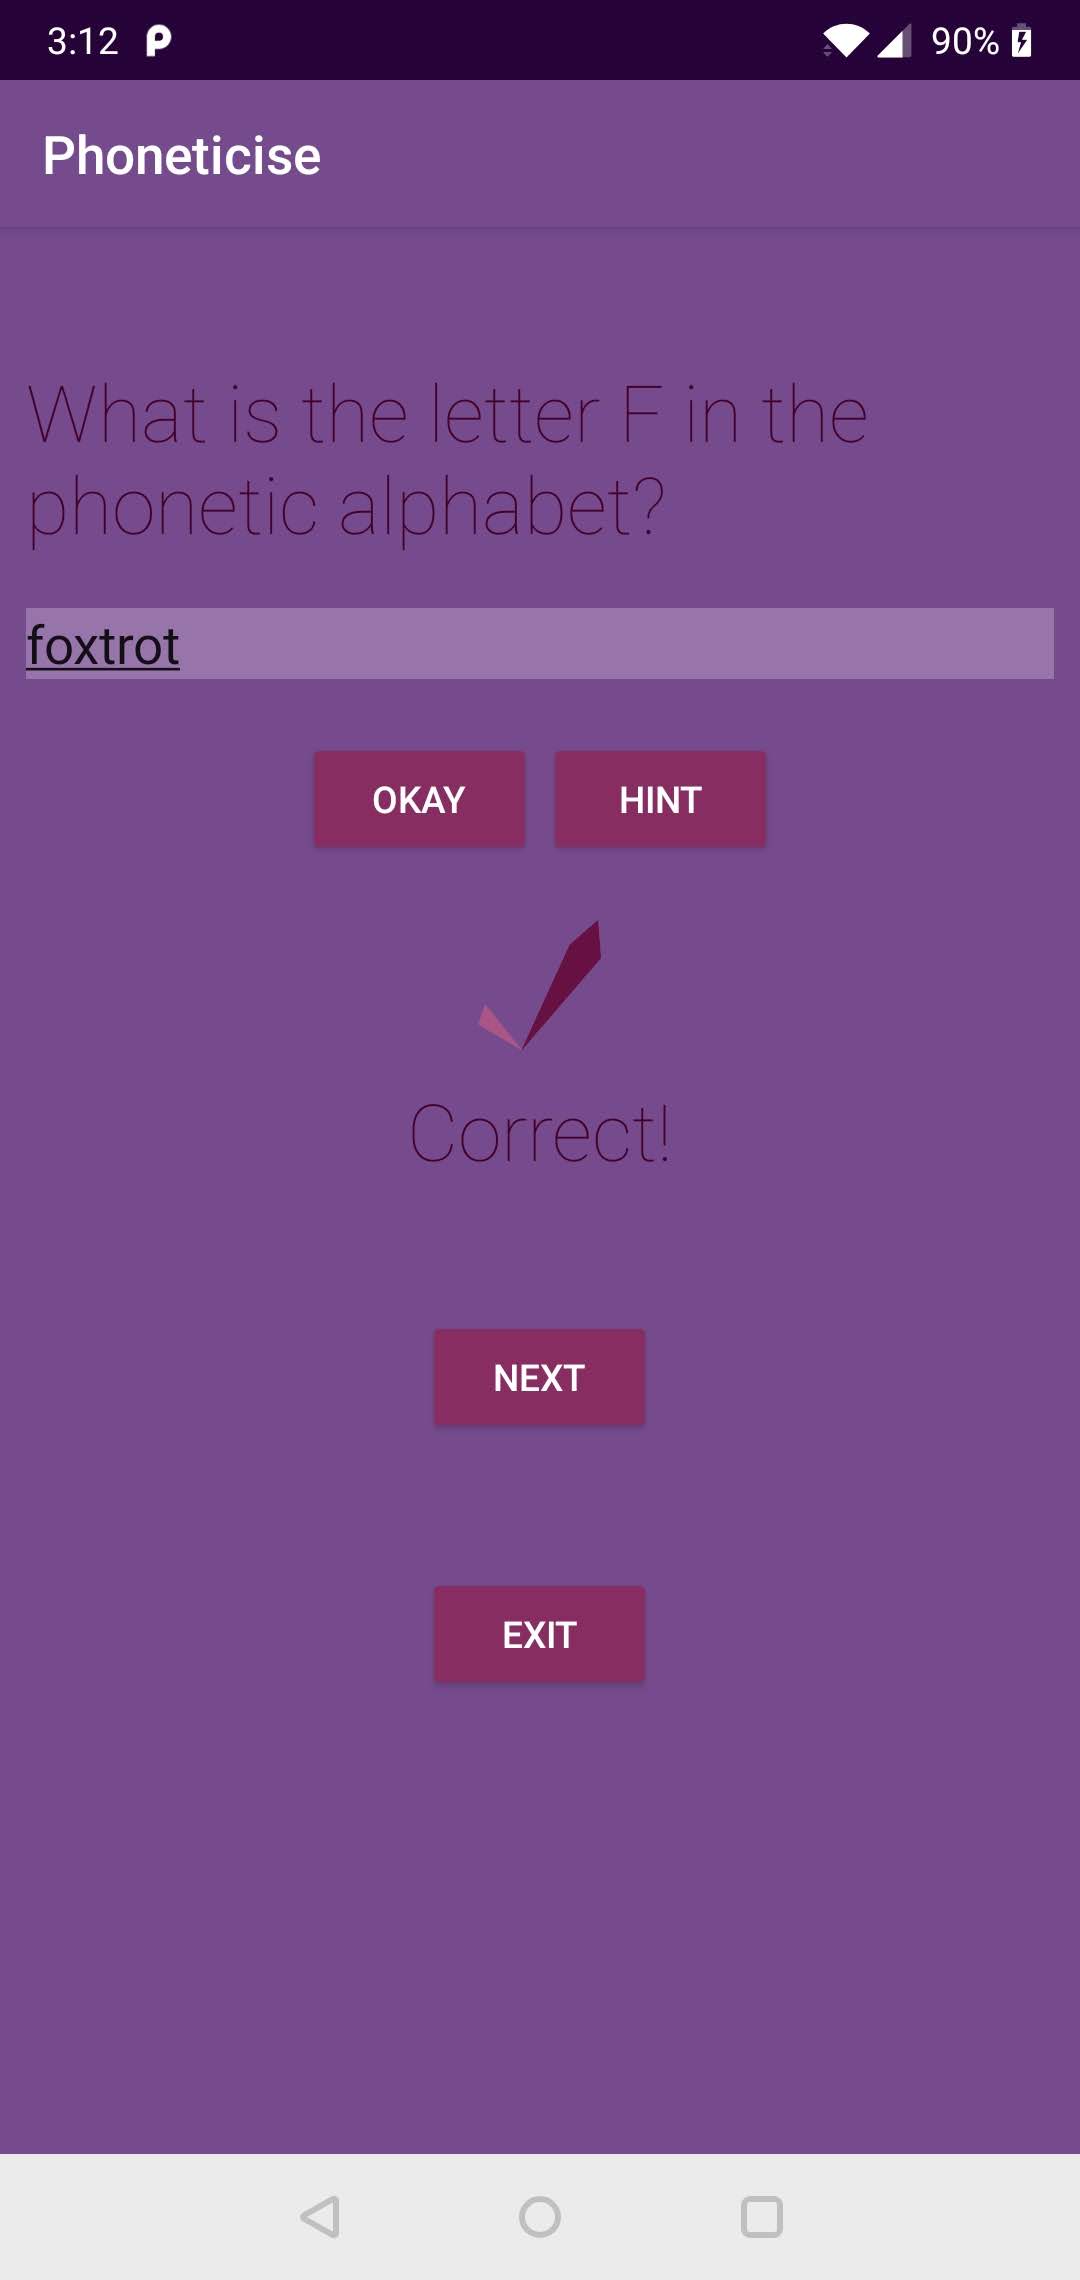 3:12 90%
Phoneticise
What is the letter F in the
phonetic alphabet?
foxtrot
OKAY HINT
Correct!
NEXT
EXIT